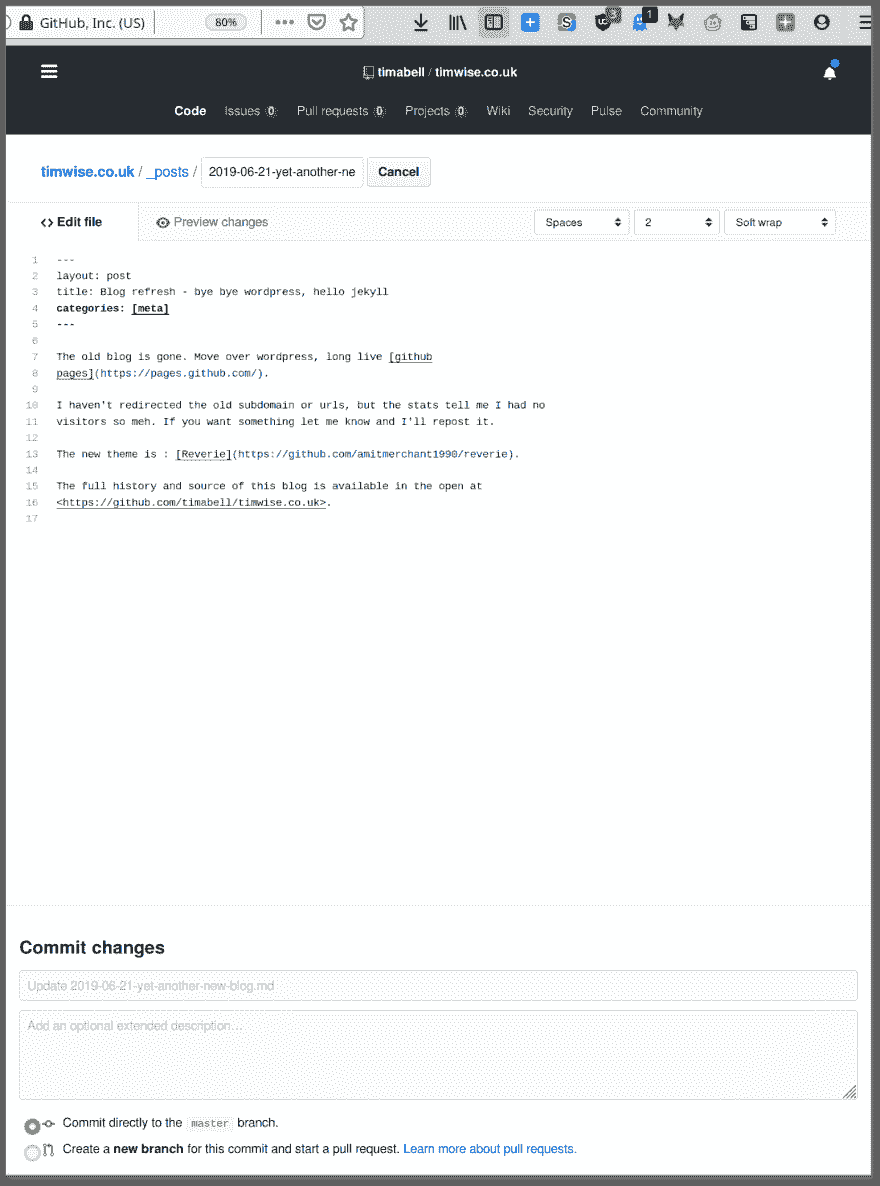 GitHub, Inc. (US) 80%
1
timabell / timwise.co.uk
Code Issues 0 Pull requests 0 Projects 0 Wiki Security Pulse Community
timwise.co.uk / _posts / 2019-06-21-yet-another-ne Cancel
<> Edit file Preview changes Spaces 2 Soft wrap
1 ---
2 layout: post
3 title: Blog refresh - bye bye wordpress, hello jekyll
4 categories: [meta]
5 ---
6
7 The old blog is gone. Move over wordpress, long live [github
8 pages](https://pages.github.com/).
9
10 I haven't redirected the old subdomain or urls, but the stats tell me I had no
11 visitors so meh. If you want something let me know and I'll repost it.
12
13 The new theme is : [Reverie](https://github.com/amitmerchant1990/reverie).
14
15 The full history and source of this blog is available in the open at
16 <https://github.com/timabell/timwise.co.uk>.
17
Commit changes
Update 2019-06-21-yet-another-new-blog.md
Add an optional extended description...
Commit directly to the master branch.
Create a new branch for this commit and start a pull request. Learn more about pull requests.